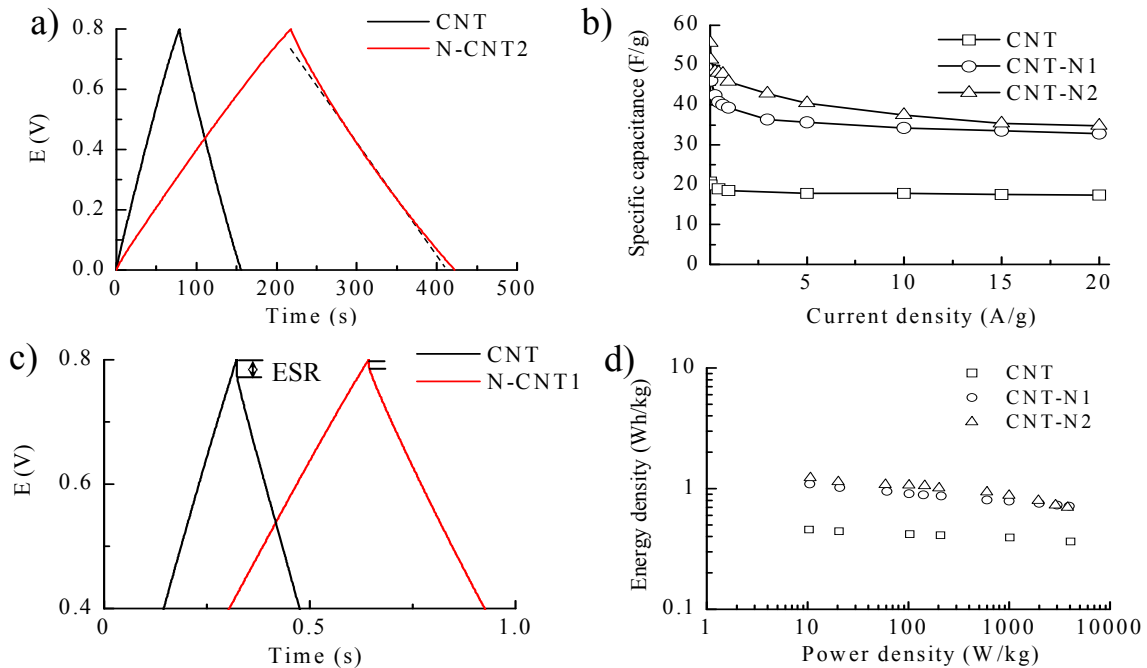 a)
CNT
N-CNT2
0.8
0.6
0.4
0.2
0.0
E (V)
0 100 200 300 400 500
Time (s)
b)
CNT
CNT-N1
CNT-N2
60
50
40
30
20
10
0
Specific capacitance (F/g)
5 10 15 20
Current density (A/g)
c)
CNT
N-CNT1
ESR
0.8
0.6
0.4
E (V)
0.5 1.0
Time (s)
d)
CNT
CNT-N1
CNT-N2
10
1
0.1
Energy density (Wh/kg)
1 10 100 1000 10000
Power density (W/kg)